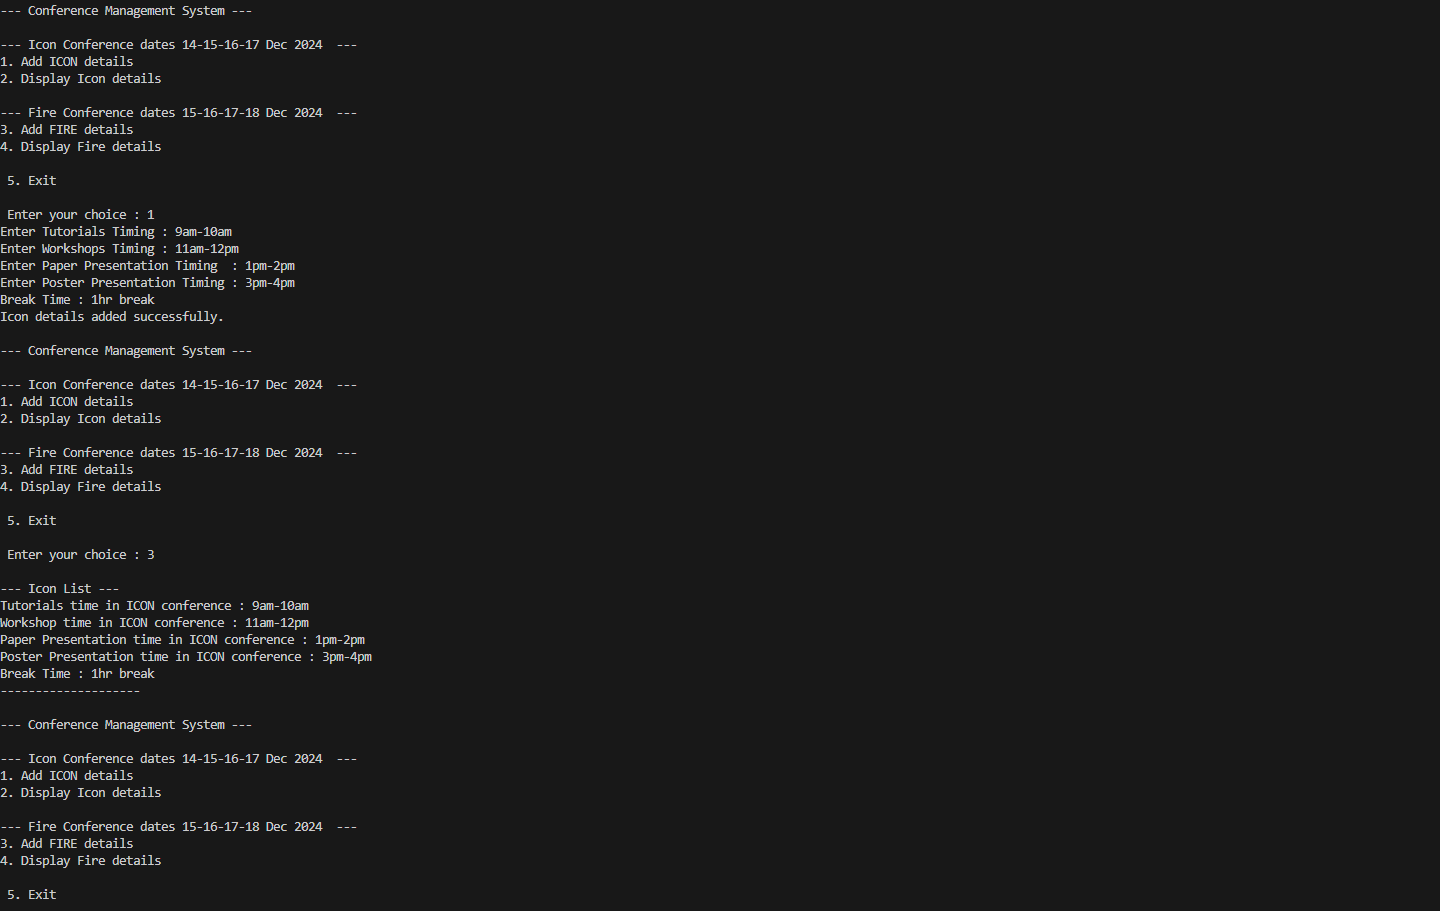 --- Conference Management System ---
--- Icon Conference dates 14-15-16-17 Dec 2024  ---
1. Add ICON details
2. Display Icon details
--- Fire Conference dates 15-16-17-18 Dec 2024  ---
3. Add FIRE details
4. Display Fire details
5. Exit
Enter your choice : 1
Enter Tutorials Timing : 9am-10am
Enter Workshops Timing : 11am-12pm
Enter Paper Presentation Timing  : 1pm-2pm
Enter Poster Presentation Timing : 3pm-4pm
Break Time : 1hr break
Icon details added successfully.
--- Conference Management System ---
--- Icon Conference dates 14-15-16-17 Dec 2024  ---
1. Add ICON details
2. Display Icon details
--- Fire Conference dates 15-16-17-18 Dec 2024  ---
3. Add FIRE details
4. Display Fire details
5. Exit
Enter your choice : 3
--- Icon List ---
Tutorials time in ICON conference : 9am-10am
Workshop time in ICON conference : 11am-12pm
Paper Presentation time in ICON conference : 1pm-2pm
Poster Presentation time in ICON conference : 3pm-4pm
Break Time : 1hr break
--------------------
--- Conference Management System ---
--- Icon Conference dates 14-15-16-17 Dec 2024  ---
1. Add ICON details
2. Display Icon details
--- Fire Conference dates 15-16-17-18 Dec 2024  ---
3. Add FIRE details
4. Display Fire details
5. Exit